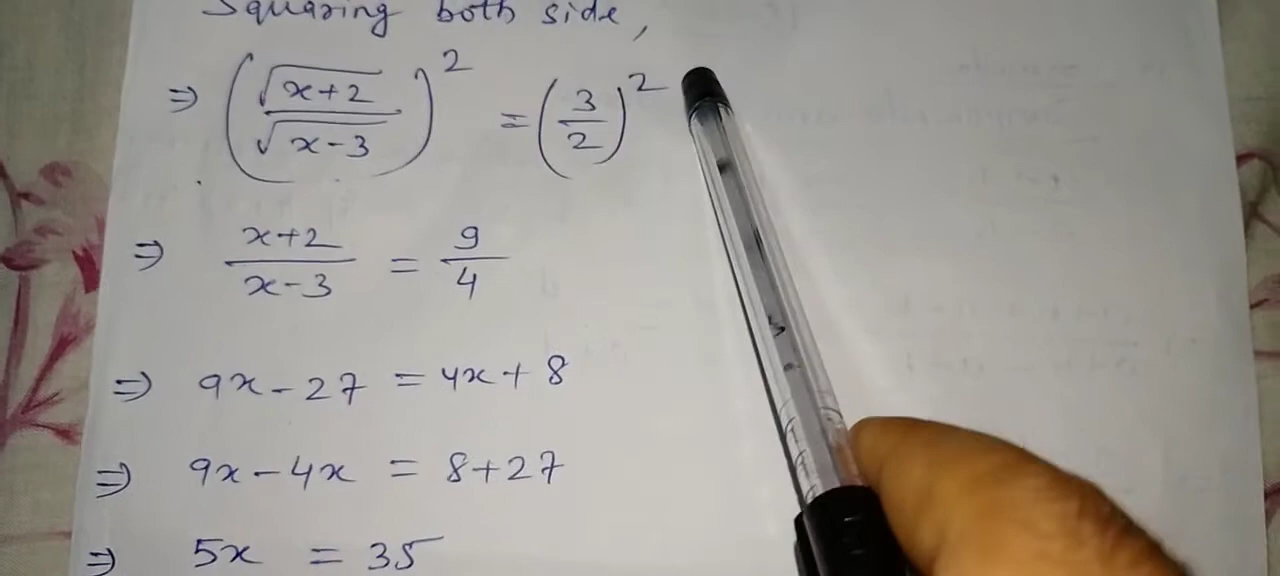 Squaring both side,
⇒ (√x+2 / √x-3)² = (3/2)²
⇒ x+2 / x-3 = 9/4
⇒ 9x-27 = 4x+8
⇒ 9x-4x = 8+27
⇒ 5x = 35